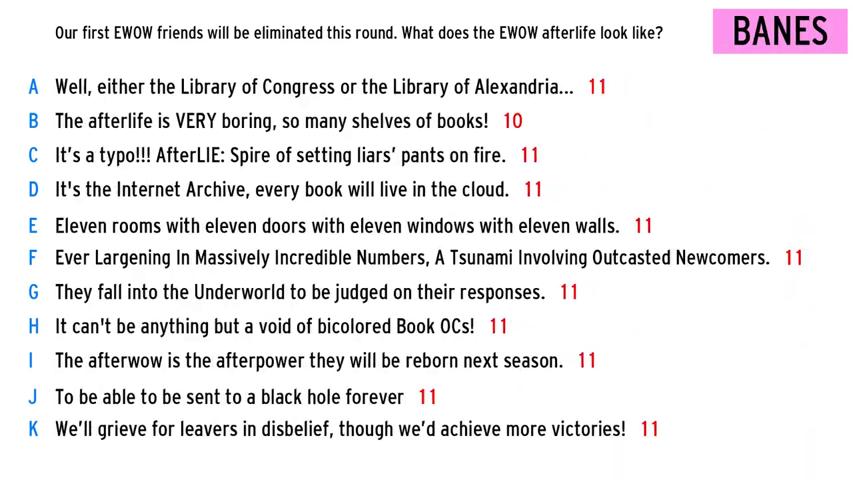 Our first EWOW friends will be eliminated this round. What does the EWOW afterlife look like?
BANES
A Well, either the Library of Congress or the Library of Alexandria... 11
B The afterlife is VERY boring, so many shelves of books! 10
C It’s a typo!!! AfterLIE: Spire of setting liars’ pants on fire. 11
D It's the Internet Archive, every book will live in the cloud. 11
E Eleven rooms with eleven doors with eleven windows with eleven walls. 11
F Ever Largening In Massively Incredible Numbers, A Tsunami Involving Outcasted Newcomers. 11
G They fall into the Underworld to be judged on their responses. 11
H It can't be anything but a void of bicolored Book OCs! 11
I The afterwow is the afterpower they will be reborn next season. 11
J To be able to be sent to a black hole forever 11
K We’ll grieve for leavers in disbelief, though we’d achieve more victories! 11